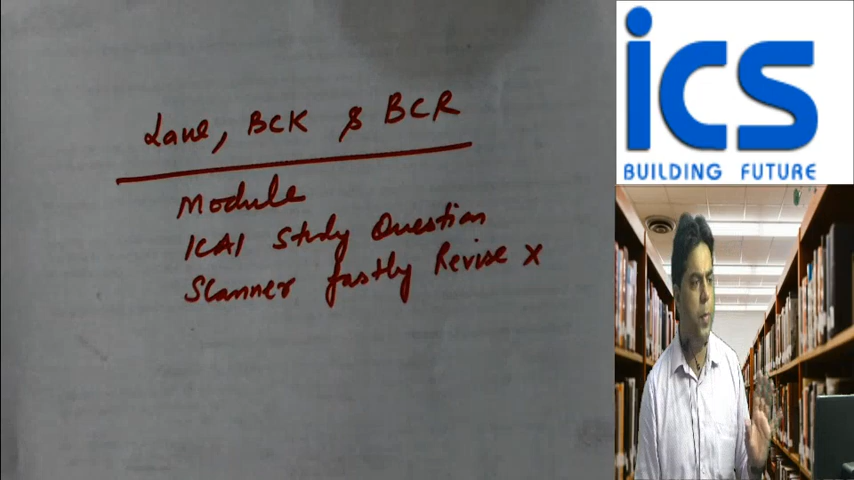 Law, BCK & BCR
Module
ICAI Study Question
Scanner fastly Revise x
ics
BUILDING FUTURE